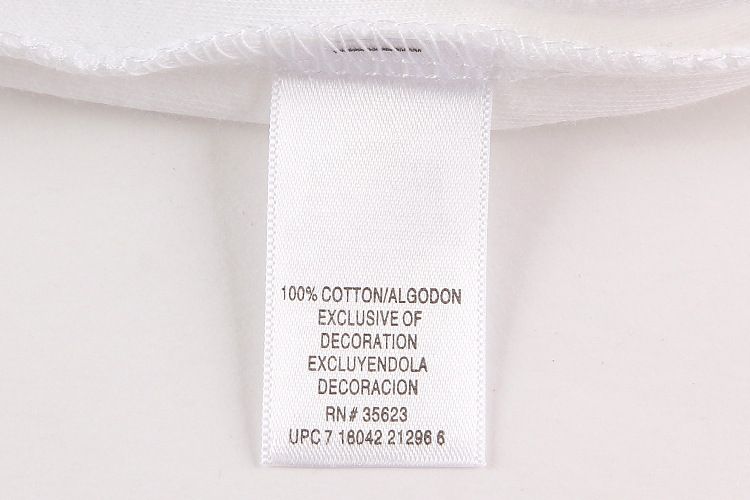 100% COTTON/ALGODON
EXCLUSIVE OF
DECORATION
EXCLUYENDOLA
DECORACION
RN# 35623
UPC 7 16042 21296 6